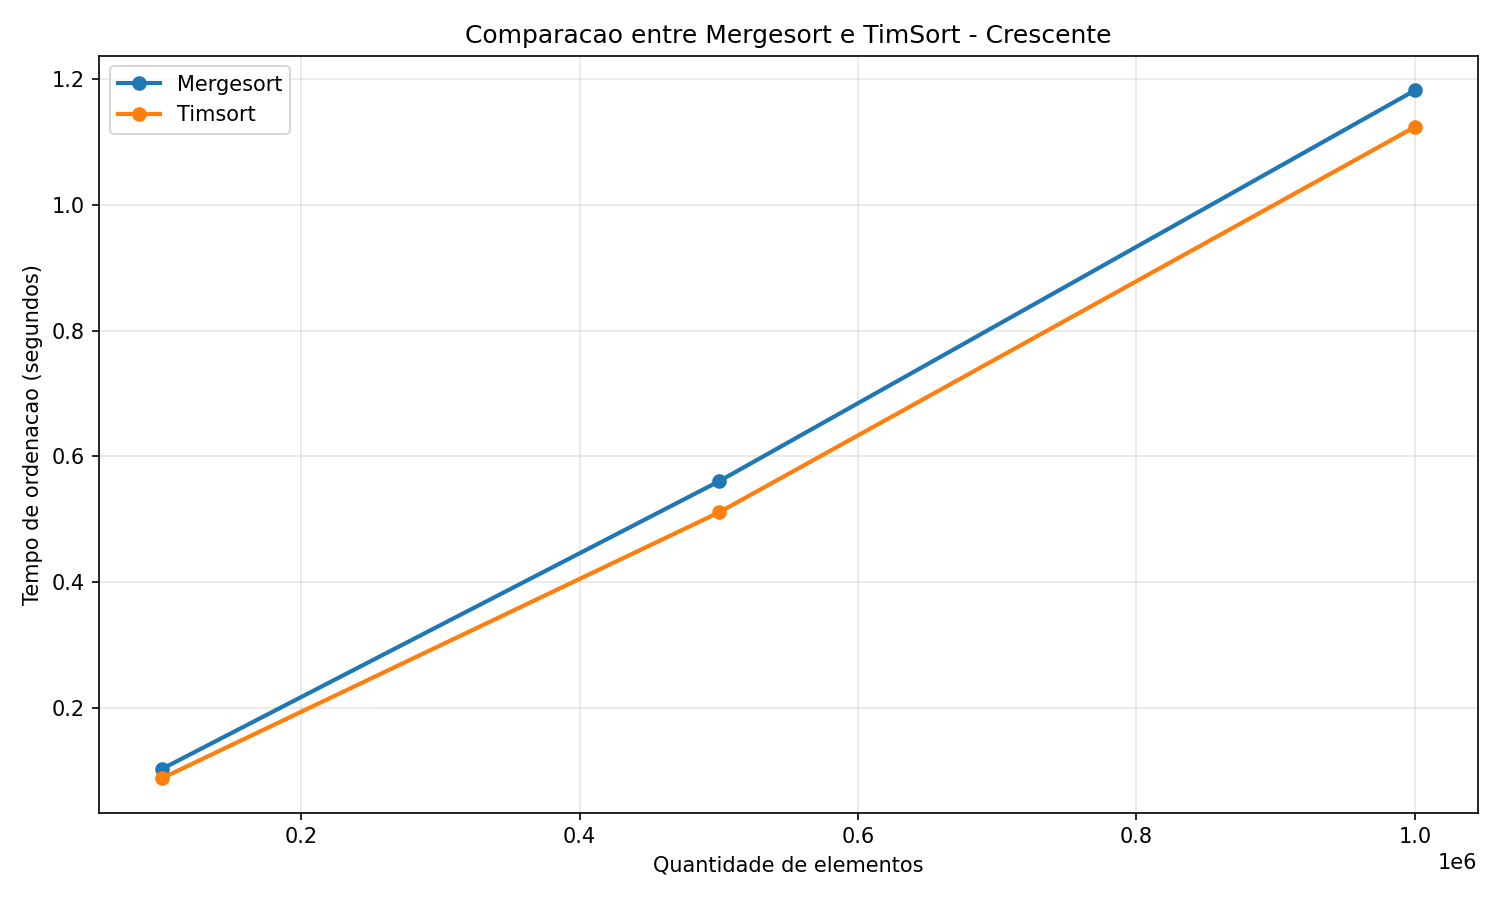 Comparacao entre Mergesort e TimSort - Crescente
Mergesort
Timsort
1.2
1.0
0.8
0.6
0.4
0.2
Tempo de ordenacao (segundos)
0.2 0.4 0.6 0.8 1.0
1e6
Quantidade de elementos